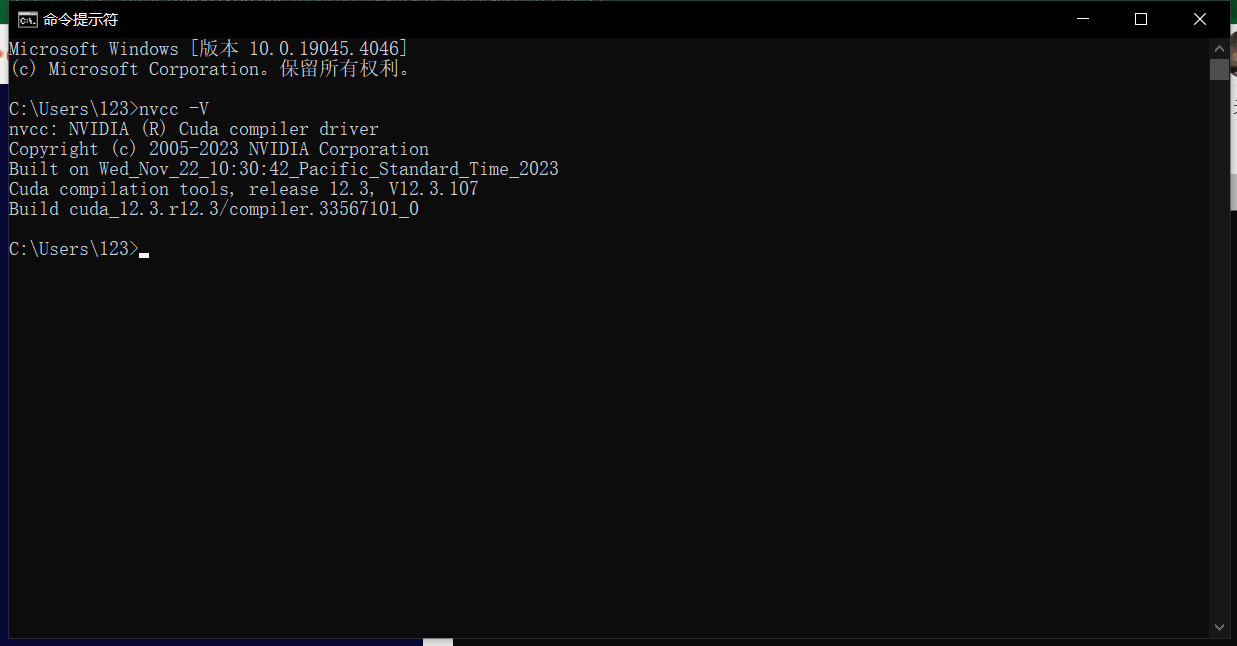 命令提示符
Microsoft Windows [版本 10.0.19045.4046]
(c) Microsoft Corporation。保留所有权利。
C:\Users\123>nvcc -V
nvcc: NVIDIA (R) Cuda compiler driver
Copyright (c) 2005-2023 NVIDIA Corporation
Built on Wed_Nov_22_10:30:42_Pacific_Standard_Time_2023
Cuda compilation tools, release 12.3, V12.3.107
Build cuda_12.3.r12.3/compiler.33567101_0
C:\Users\123>